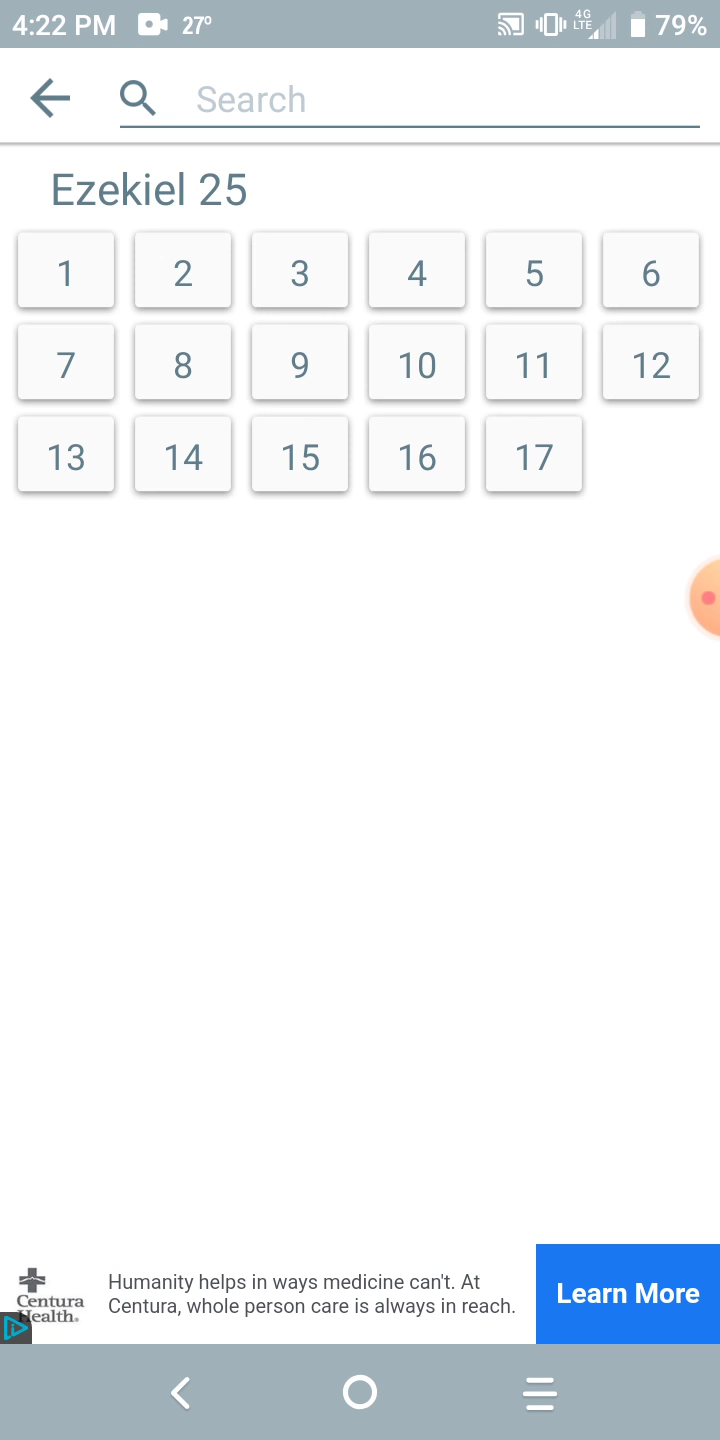 4:22 PM 27° 4G LTE 79%
Search
Ezekiel 25
1 2 3 4 5 6
7 8 9 10 11 12
13 14 15 16 17
Humanity helps in ways medicine can't. At
Centura, whole person care is always in reach.
Centura
Health.
Learn More